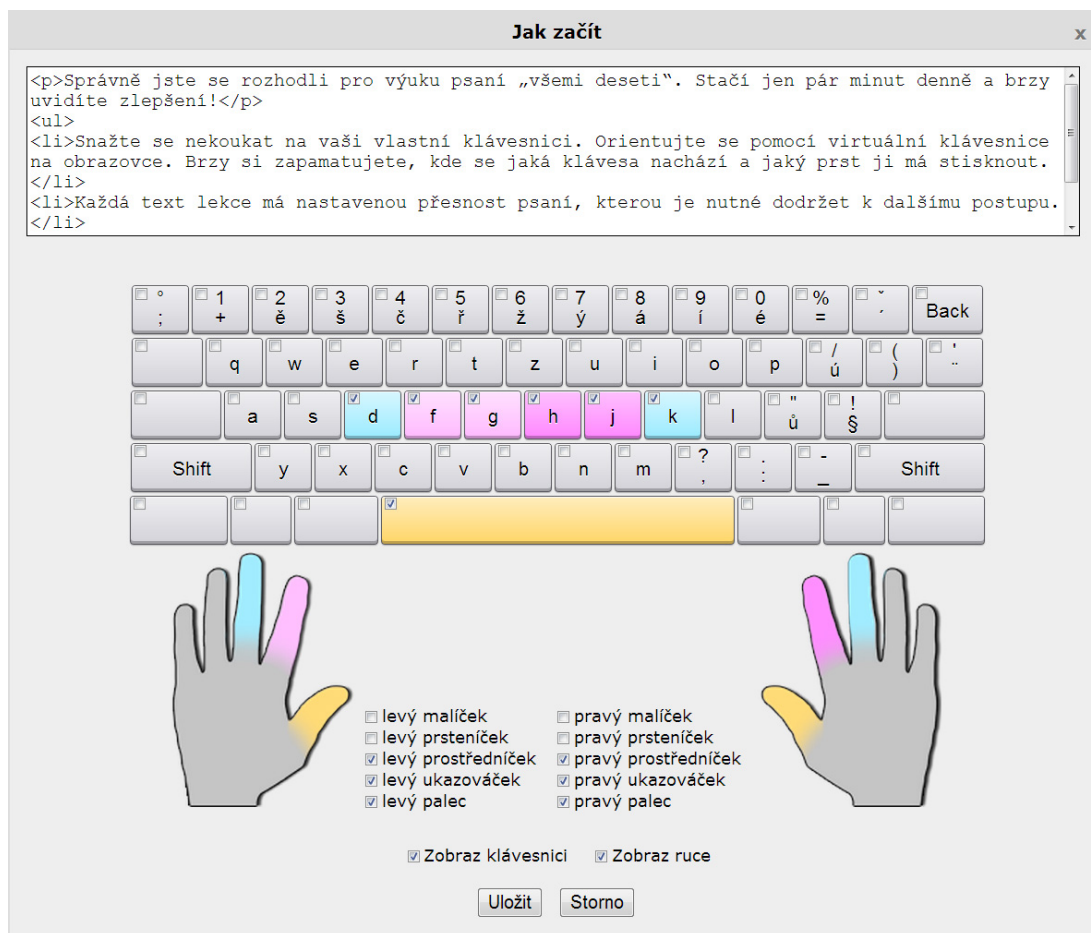 Jak začít
x
<p>Správně jste se rozhodli pro výuku psaní „všemi deseti“. Stačí jen pár minut denně a brzy
uvidíte zlepšení!</p>
<ul>
<li>Snažte se nekoukat na vaši vlastní klávesnici. Orientujte se pomocí virtuální klávesnice
na obrazovce. Brzy si zapamatujete, kde se jaká klávesa nachází a jaký prst ji má stisknout.
</li>
<li>Každá text lekce má nastavenou přesnost psaní, kterou je nutné dodržet k dalšímu postupu.
</li>
° 1 2 3 4 5 6 7 8 9 0 % ˇ Back
; + ě š č ř ž ý á í é = ´
q w e r t z u i o p / ú ( ) ' ¨
a s d f g h j k l " ů ! §
Shift y x c v b n m ? , . : - _ Shift
levý malíček pravý malíček
levý prsteníček pravý prsteníček
levý prostředníček pravý prostředníček
levý ukazováček pravý ukazováček
levý palec pravý palec
Zobraz klávesnici Zobraz ruce
Uložit Storno